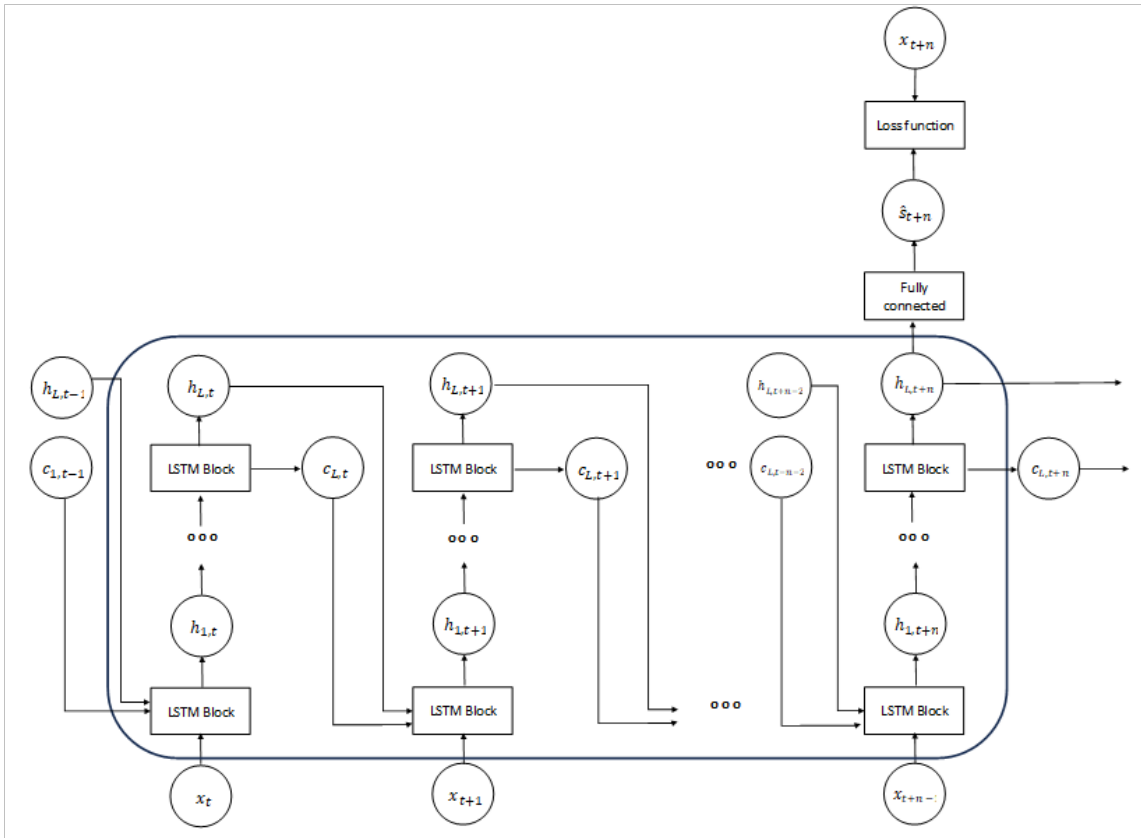 x_{t+n}
Loss function
ŝ_{t+n}
Fully
connected
h_{L,t-1}
h_{L,t}
h_{L,t+1}
h_{L,t+n-2}
h_{L,t+n}
c_{1,t-1}
LSTM Block
c_{L,t}
LSTM Block
c_{L,t+1}
ooo
c_{L,t-n-2}
LSTM Block
c_{L,t+n}
ooo
ooo
ooo
h_{1,t}
h_{1,t+1}
h_{1,t+n}
LSTM Block
LSTM Block
ooo
LSTM Block
x_t
x_{t+1}
x_{t+n-